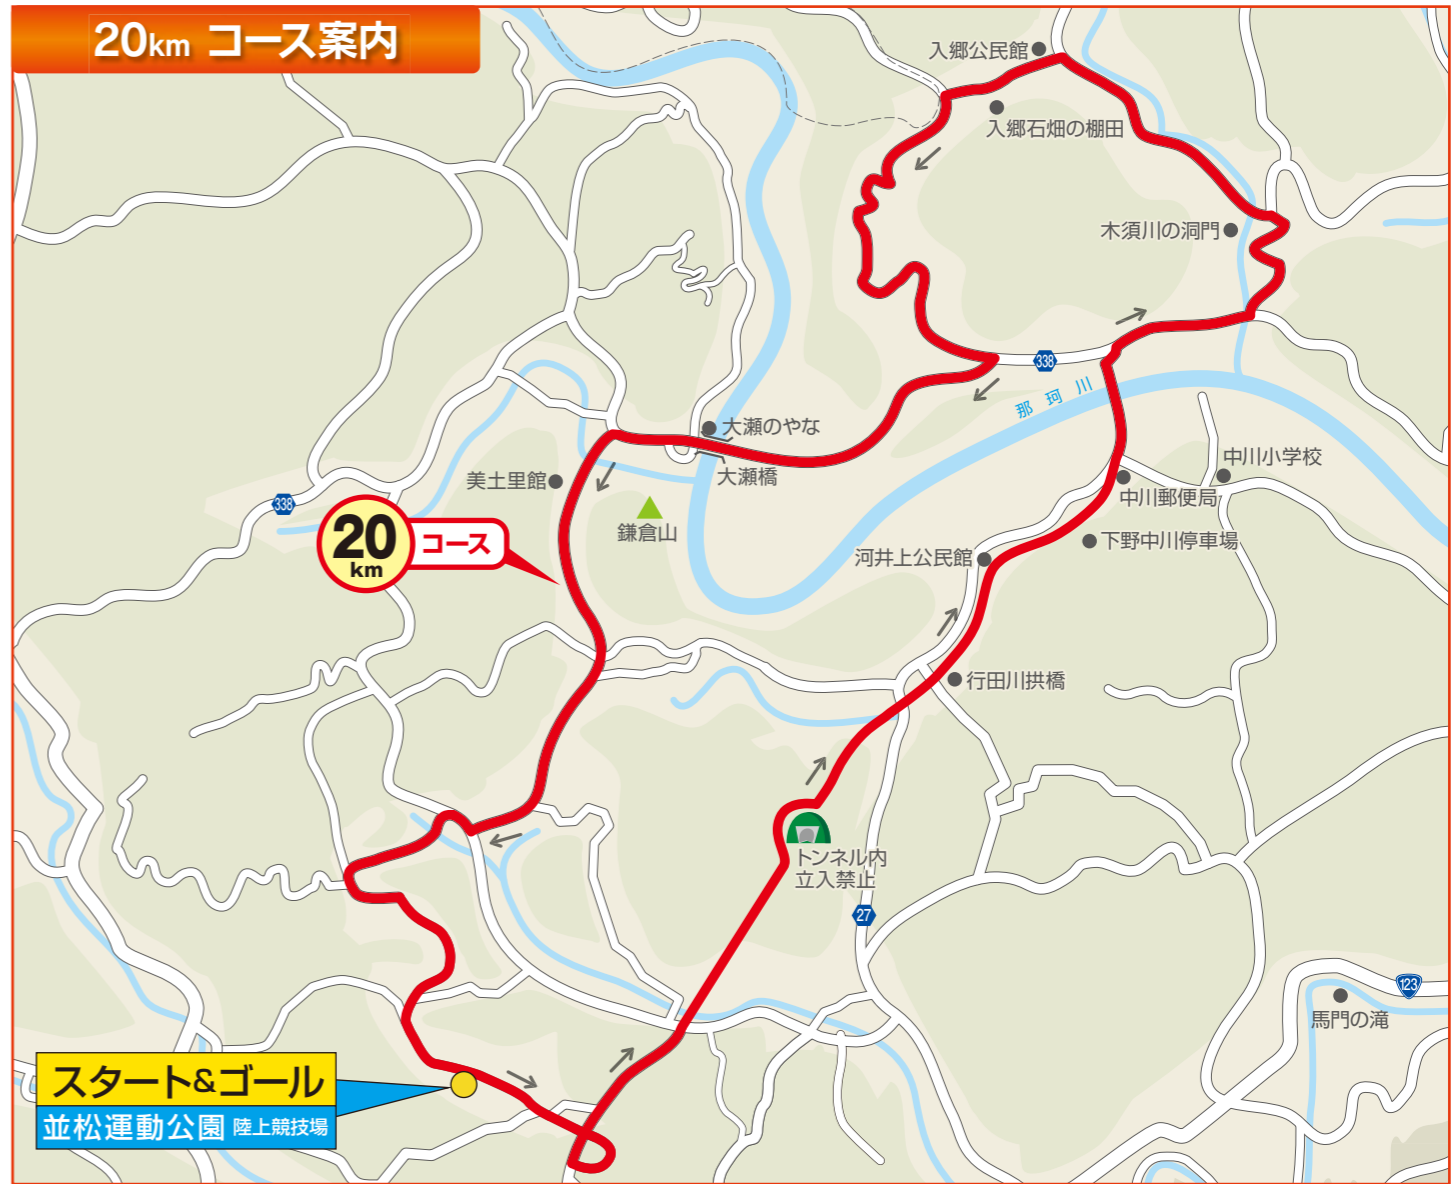 20km コース案内
入郷公民館
入郷石畑の棚田
木須川の洞門
338
那珂川
大瀬のやな
大瀬橋
美土里館
鎌倉山
338
20
km
コース
中川小学校
中川郵便局
下野中川停車場
河井上公民館
行田川拱橋
トンネル内
立入禁止
27
123
馬門の滝
スタート&ゴール
並松運動公園 陸上競技場